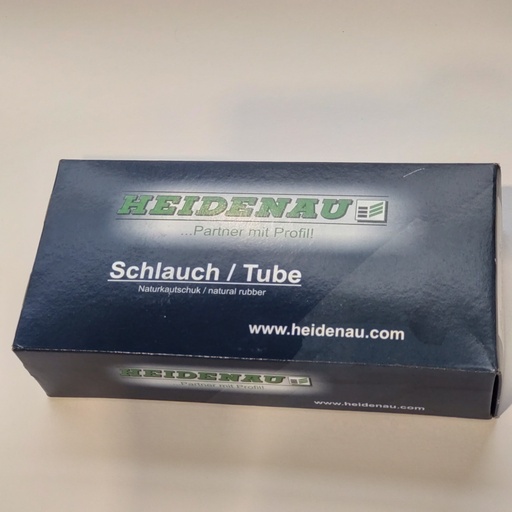 HEIDENAU
...Partner mit Profil!
Schlauch / Tube
Naturkautschuk / natural rubber
www.heidenau.com
HEIDENAU
Partner mit Profil!
www.heidenau.com